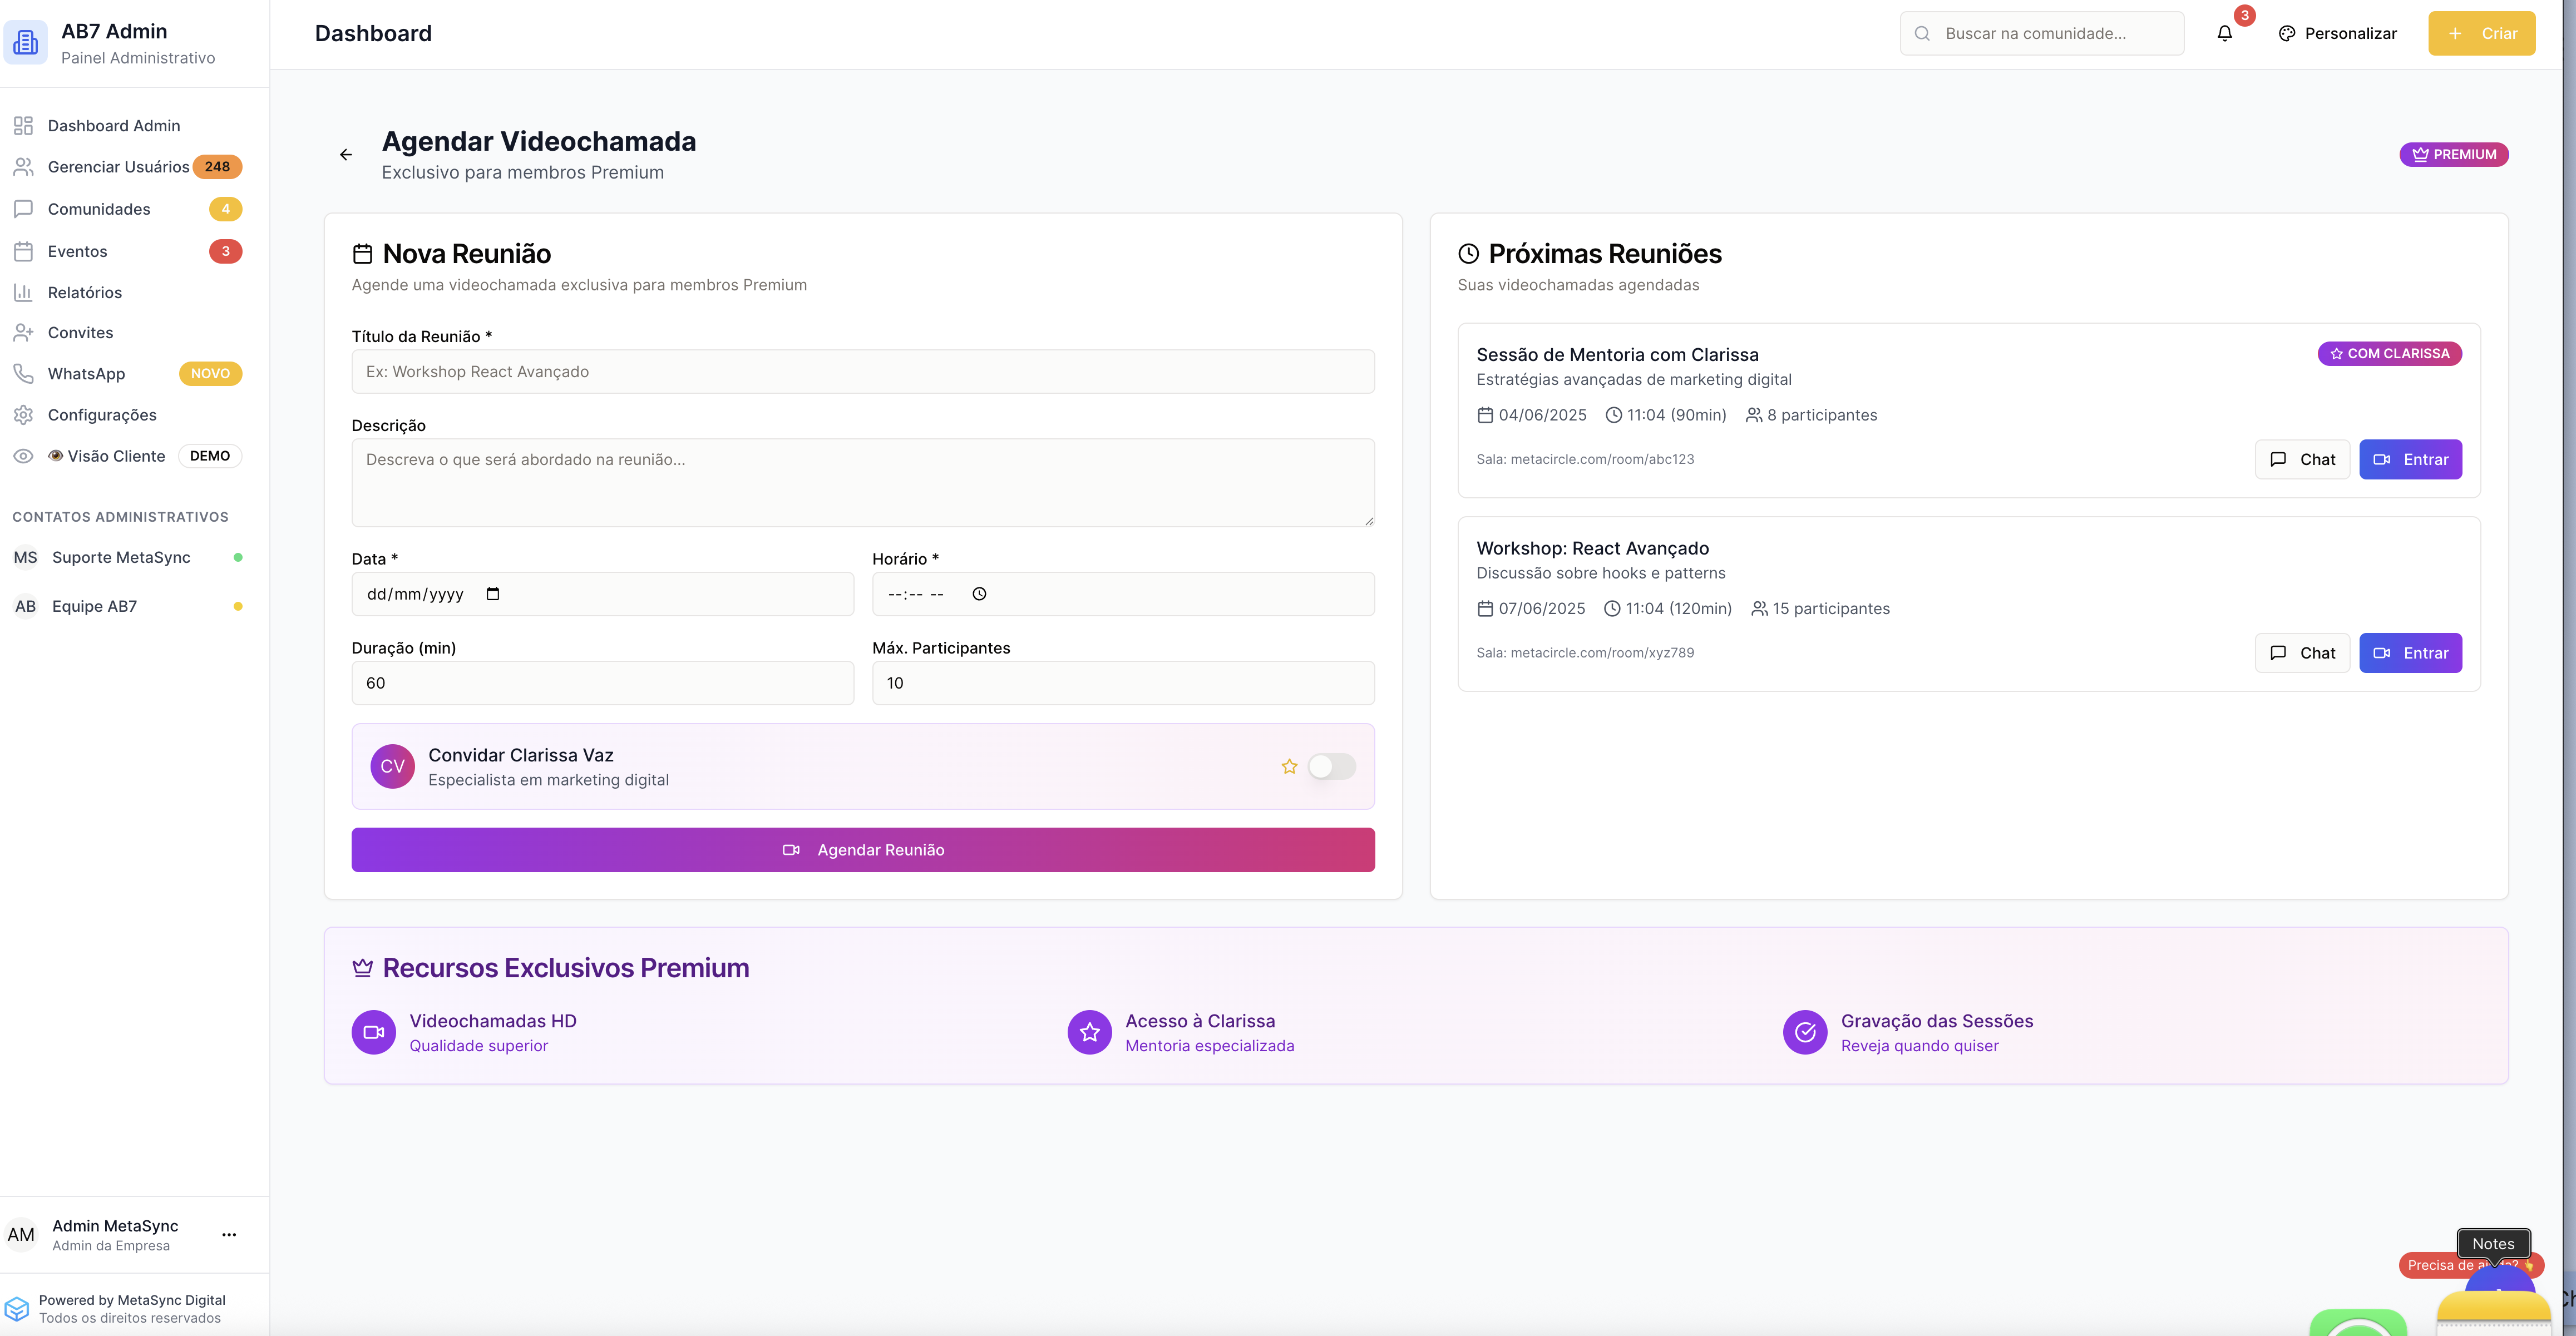 AB7 Admin
Painel Administrativo
Dashboard Admin
Gerenciar Usuários 248
Comunidades 4
Eventos 3
Relatórios
Convites
WhatsApp NOVO
Configurações
Visão Cliente DEMO
CONTATOS ADMINISTRATIVOS
MS Suporte MetaSync
AB Equipe AB7
AM Admin MetaSync
Admin da Empresa
Powered by MetaSync Digital
Todos os direitos reservados
Dashboard
Buscar na comunidade...
3
Personalizar
+ Criar
Agendar Videochamada
Exclusivo para membros Premium
PREMIUM
Nova Reunião
Agende uma videochamada exclusiva para membros Premium
Título da Reunião *
Ex: Workshop React Avançado
Descrição
Descreva o que será abordado na reunião...
Data * Horário *
dd/mm/yyyy --:-- --
Duração (min) Máx. Participantes
60 10
CV Convidar Clarissa Vaz
Especialista em marketing digital
Agendar Reunião
Próximas Reuniões
Suas videochamadas agendadas
Sessão de Mentoria com Clarissa COM CLARISSA
Estratégias avançadas de marketing digital
04/06/2025 11:04 (90min) 8 participantes
Sala: metacircle.com/room/abc123 Chat Entrar
Workshop: React Avançado
Discussão sobre hooks e patterns
07/06/2025 11:04 (120min) 15 participantes
Sala: metacircle.com/room/xyz789 Chat Entrar
Recursos Exclusivos Premium
Videochamadas HD
Qualidade superior
Acesso à Clarissa
Mentoria especializada
Gravação das Sessões
Reveja quando quiser
Notes
Precisa de